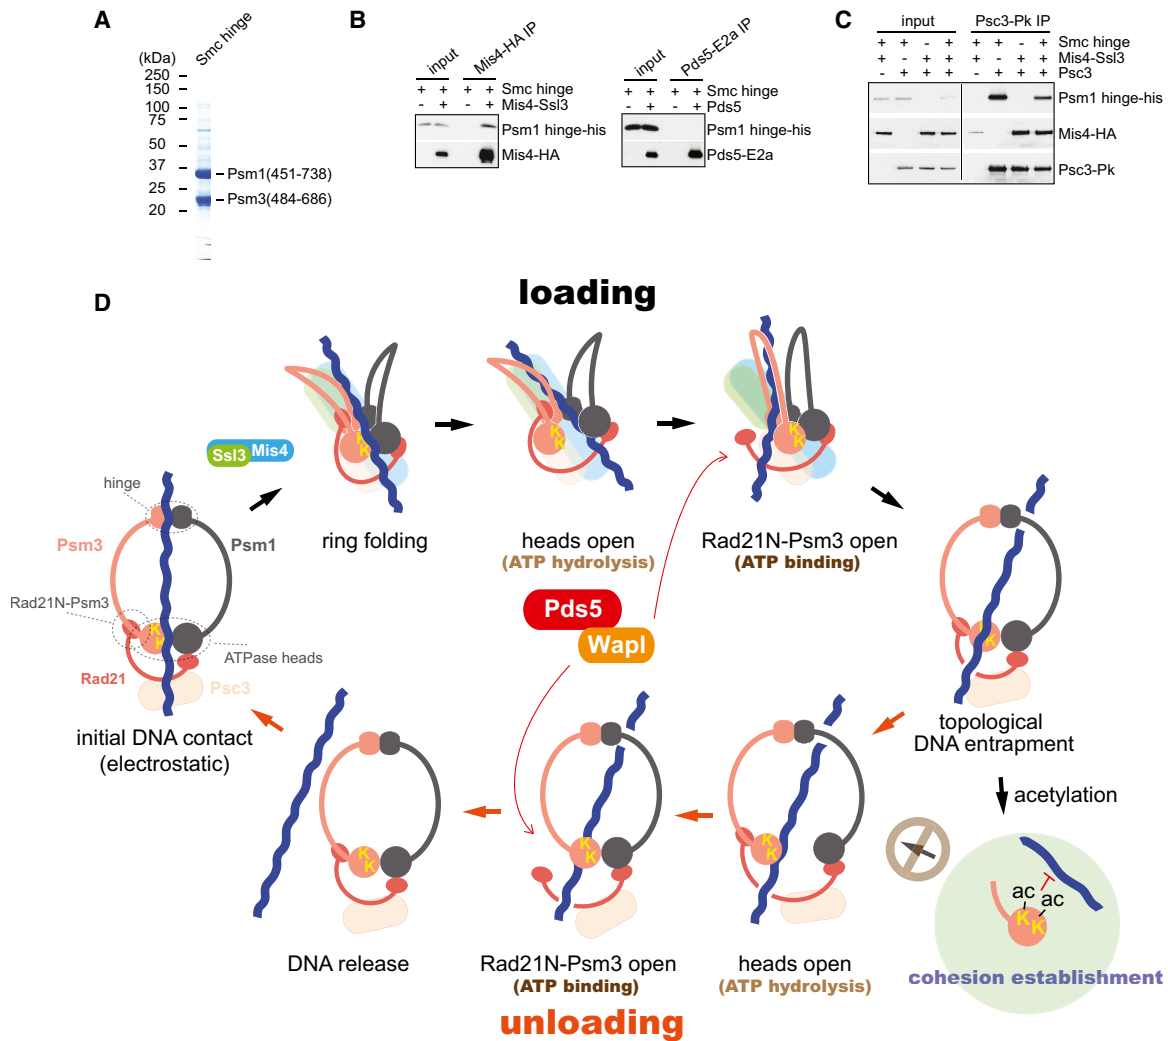 A
(kDa)
Smc hinge
250
150
100
75
50
37
25
20
Psm1(451-738)
Psm3(484-686)
B
input
Mis4-HA IP
+ + + + Smc hinge
- + - + Mis4-Ssl3
Psm1 hinge-his
Mis4-HA
input
Pds5-E2a IP
+ + + + Smc hinge
- + - + Pds5
Psm1 hinge-his
Pds5-E2a
C
input Psc3-Pk IP
+ + - + + + - + Smc hinge
+ - + + + - + + Mis4-Ssl3
- + + + - + + + Psc3
Psm1 hinge-his
Mis4-HA
Psc3-Pk
D
loading
Ssl3 Mis4
hinge
Psm3
Psm1
Rad21N-Psm3
K
K
ATPase heads
Rad21
Psc3
initial DNA contact
(electrostatic)
K
K
ring folding
K
K
heads open
(ATP hydrolysis)
K
K
Rad21N-Psm3 open
(ATP binding)
Pds5
Wapl
K
K
topological
DNA entrapment
acetylation
ac
ac
K
K
cohesion establishment
K
K
heads open
(ATP hydrolysis)
K
K
Rad21N-Psm3 open
(ATP binding)
K
K
DNA release
unloading